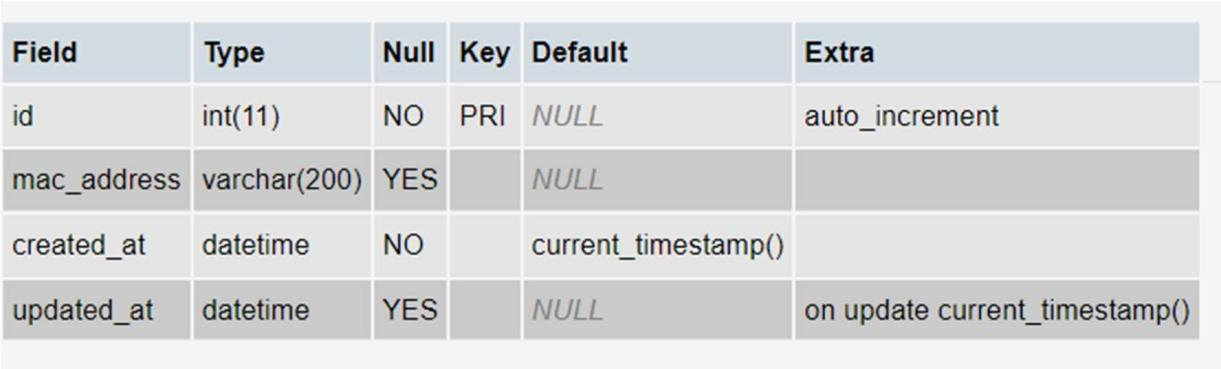 Field Type Null Key Default Extra
id int(11) NO PRI NULL auto_increment
mac_address varchar(200) YES NULL
created_at datetime NO current_timestamp()
updated_at datetime YES NULL on update current_timestamp()